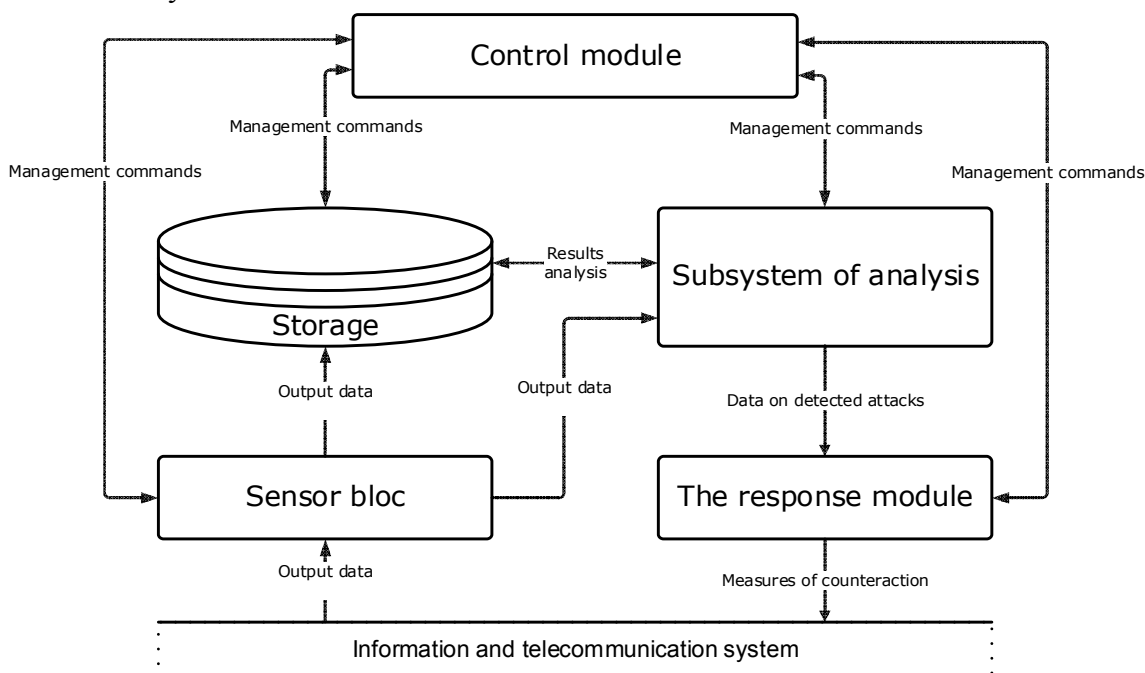 Control module
Management commands
Management commands
Management commands
Management commands
Results
analysis
Subsystem of analysis
Storage
Output data
Output data
Data on detected attacks
Sensor bloc
The response module
Output data
Measures of counteraction
Information and telecommunication system